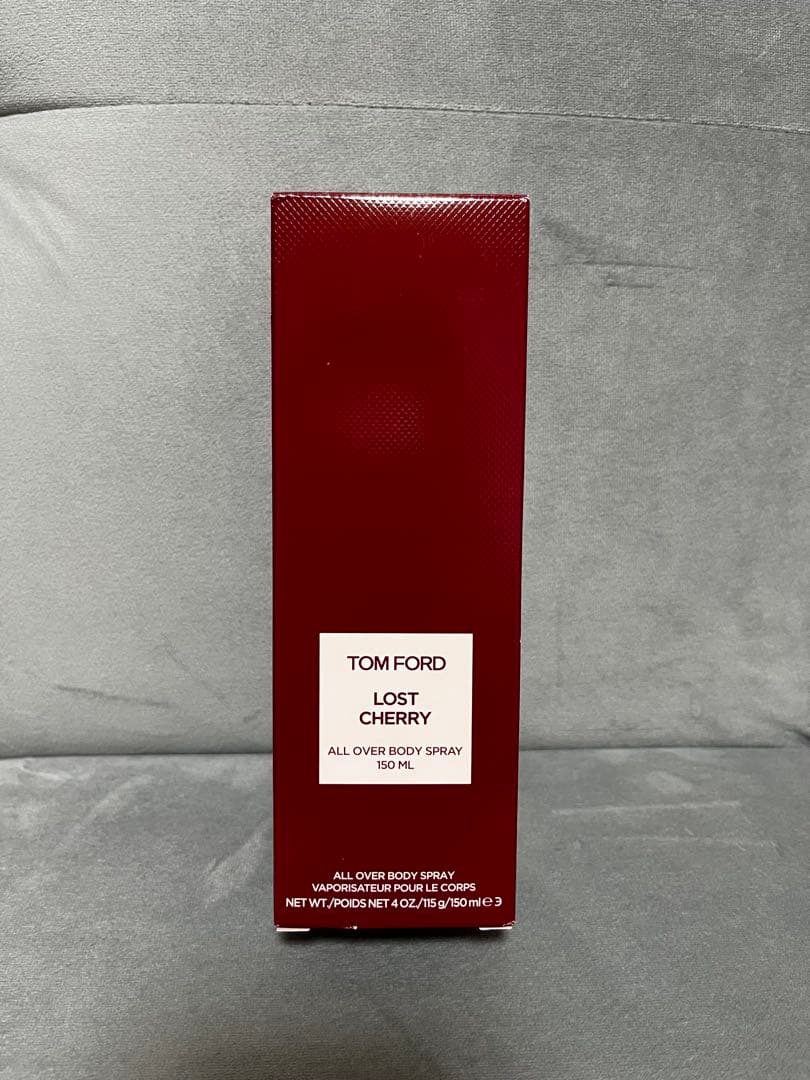 TOM FORD
LOST
CHERRY
ALL OVER BODY SPRAY
150 ML
ALL OVER BODY SPRAY
VAPORISATEUR POUR LE CORPS
NET WT./POIDS NET 4 OZ./115 g/150 ml ℮ Э